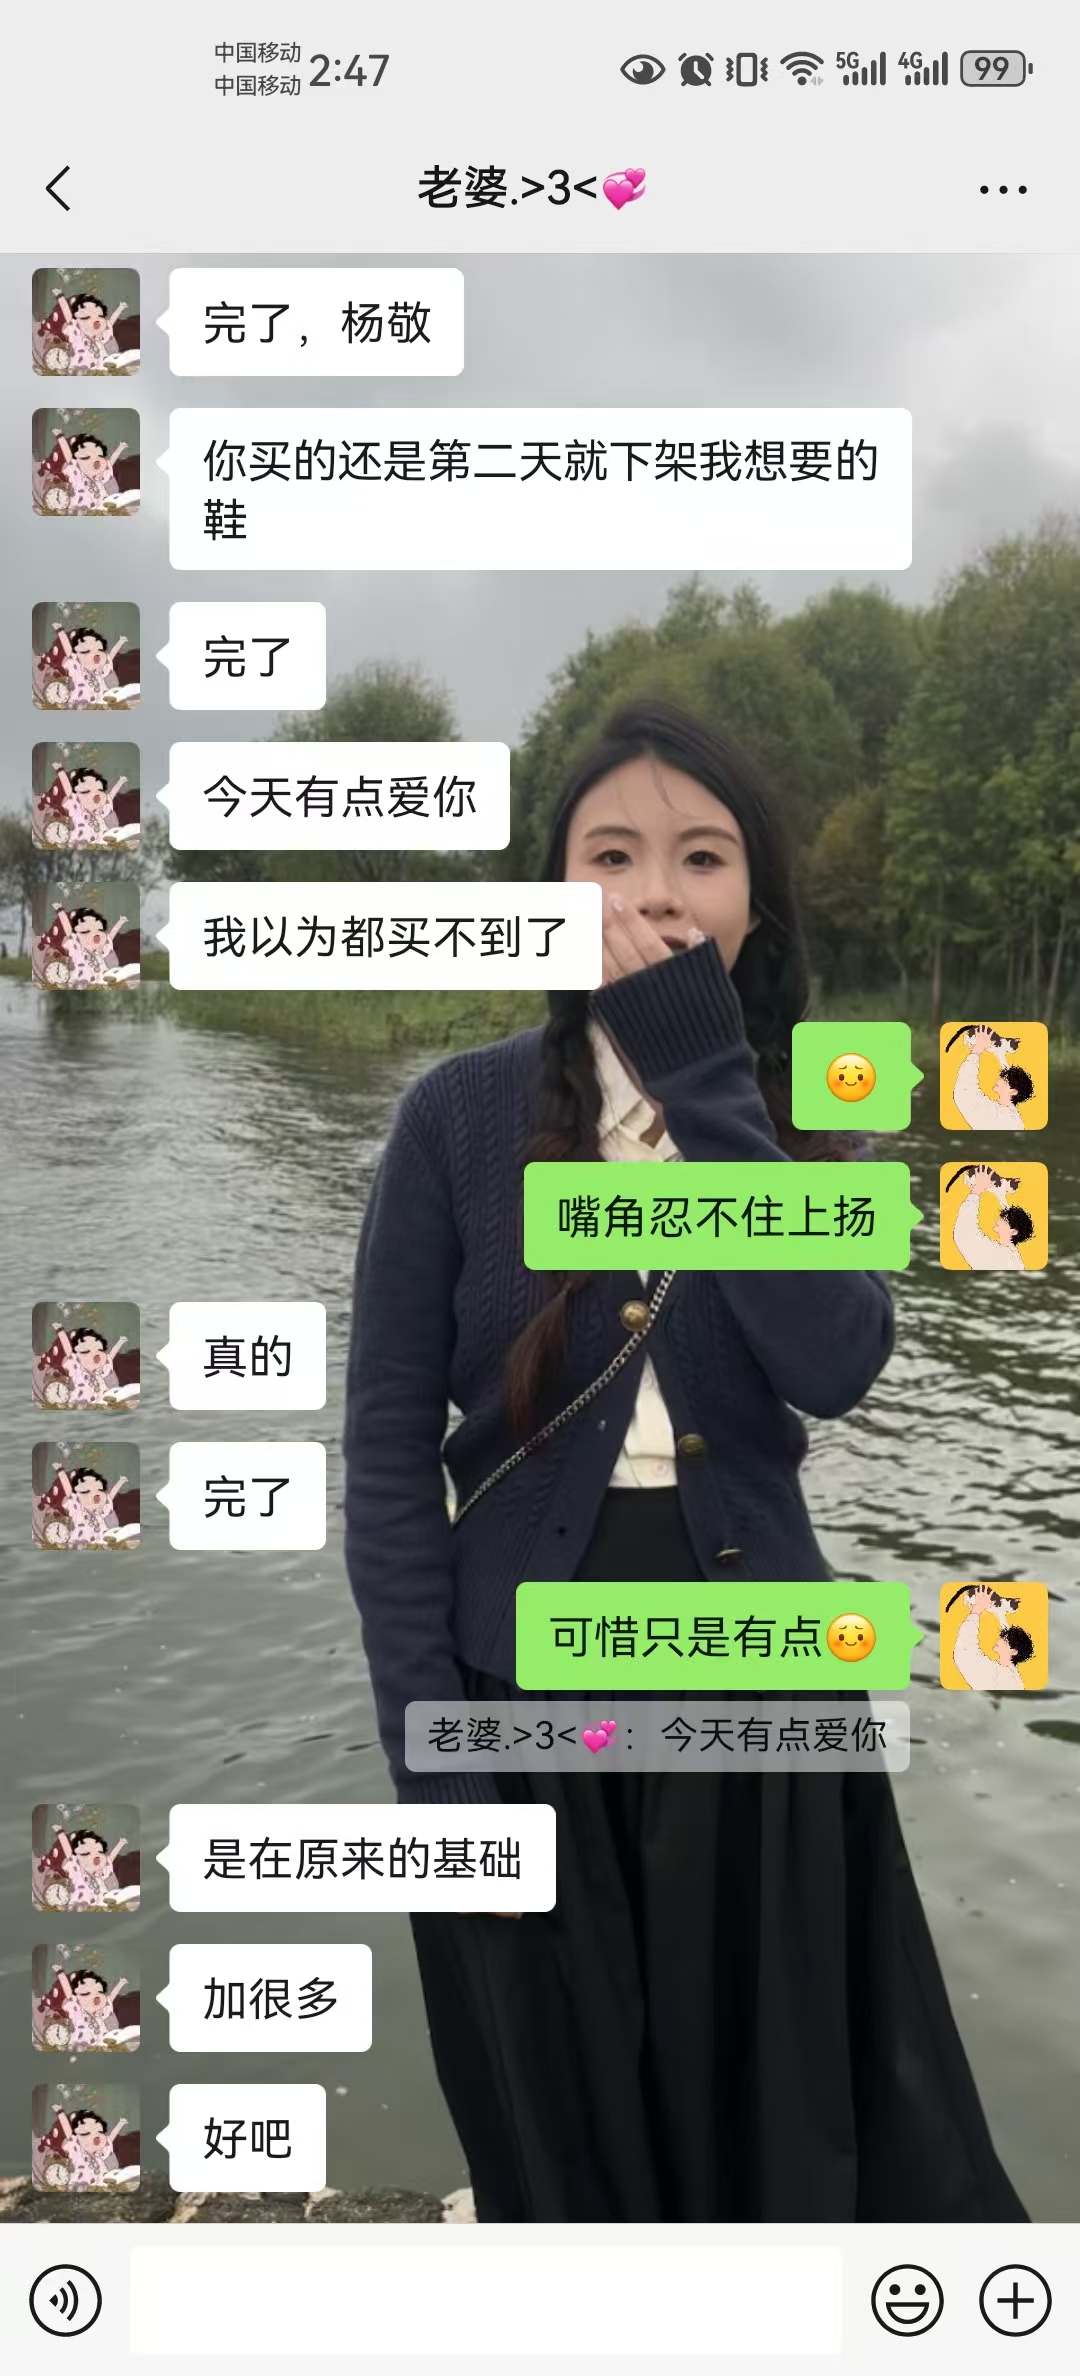 中国移动
中国移动
2:47
5G
4G
99
老婆.>3<💞
完了，杨敬
你买的还是第二天就下架我想要的
鞋
完了
今天有点爱你
我以为都买不到了
☺️
嘴角忍不住上扬
真的
完了
可惜只是有点☺️
老婆.>3<💞：今天有点爱你
是在原来的基础
加很多
好吧